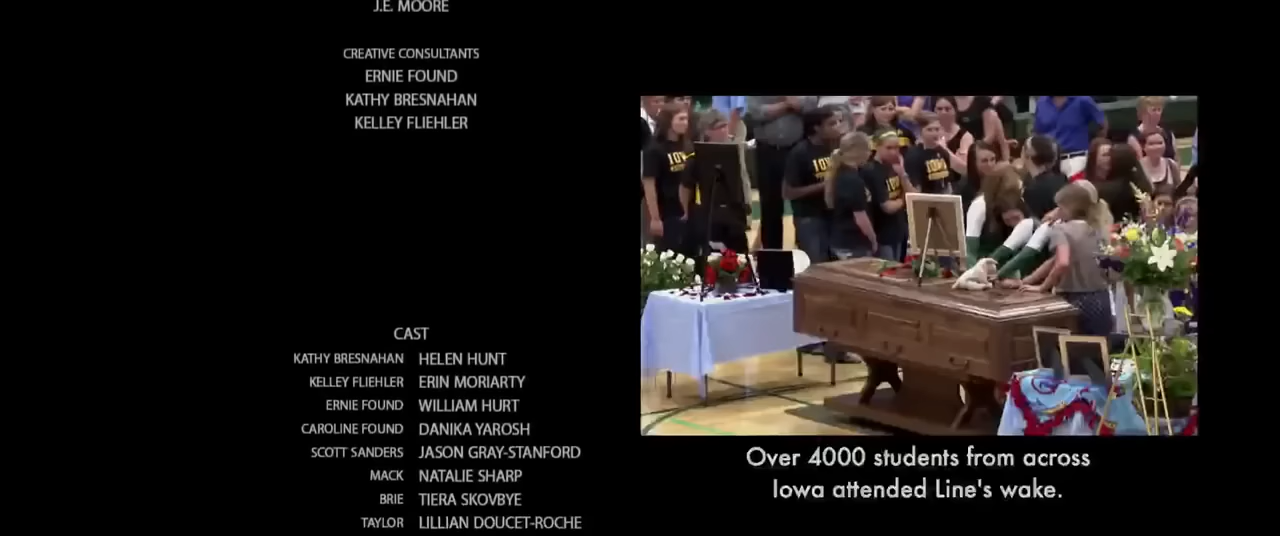 J.E. MOORE
CREATIVE CONSULTANTS
ERNIE FOUND
KATHY BRESNAHAN
KELLEY FLIEHLER
CAST
KATHY BRESNAHAN HELEN HUNT
KELLEY FLIEHLER ERIN MORIARTY
ERNIE FOUND WILLIAM HURT
CAROLINE FOUND DANIKA YAROSH
SCOTT SANDERS JASON GRAY-STANFORD
MACK NATALIE SHARP
BRIE TIERA SKOVBYE
TAYLOR LILLIAN DOUCET-ROCHE
Over 4000 students from across
Iowa attended Line's wake.